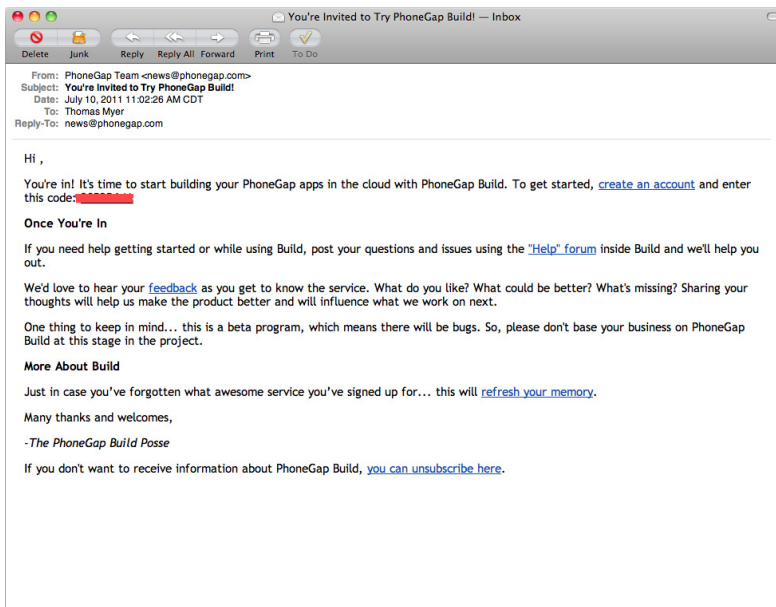 You're Invited to Try PhoneGap Build! — Inbox
Delete Junk Reply Reply All Forward Print To Do
From: PhoneGap Team <news@phonegap.com>
Subject: You're Invited to Try PhoneGap Build!
Date: July 10, 2011 11:02:26 AM CDT
To: Thomas Myer
Reply-To: news@phonegap.com
Hi ,
You're in! It's time to start building your PhoneGap apps in the cloud with PhoneGap Build. To get started, create an account and enter
this code:
Once You're In
If you need help getting started or while using Build, post your questions and issues using the "Help" forum inside Build and we'll help you
out.
We'd love to hear your feedback as you get to know the service. What do you like? What could be better? What's missing? Sharing your
thoughts will help us make the product better and will influence what we work on next.
One thing to keep in mind... this is a beta program, which means there will be bugs. So, please don't base your business on PhoneGap
Build at this stage in the project.
More About Build
Just in case you've forgotten what awesome service you've signed up for... this will refresh your memory.
Many thanks and welcomes,
-The PhoneGap Build Posse
If you don't want to receive information about PhoneGap Build, you can unsubscribe here.